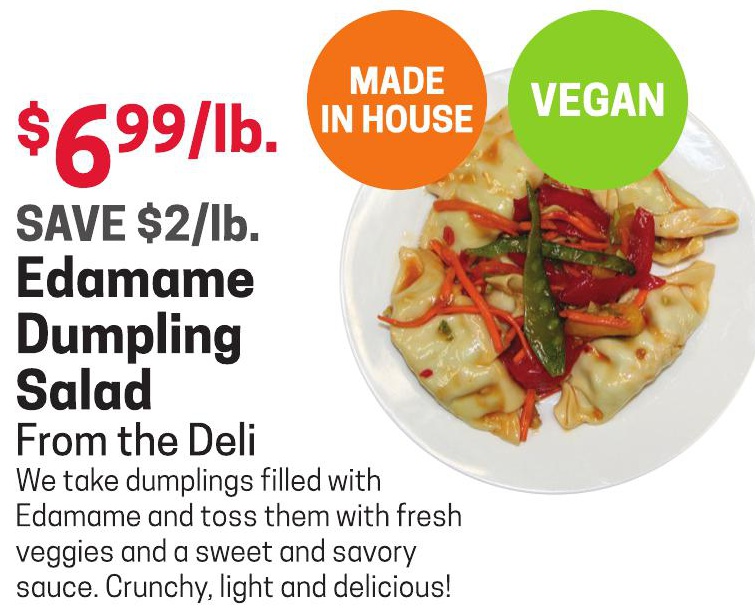 MADE
IN HOUSE
VEGAN
$6.99/lb.
SAVE $2/lb.
Edamame
Dumpling
Salad
From the Deli
We take dumplings filled with
Edamame and toss them with fresh
veggies and a sweet and savory
sauce. Crunchy, light and delicious!